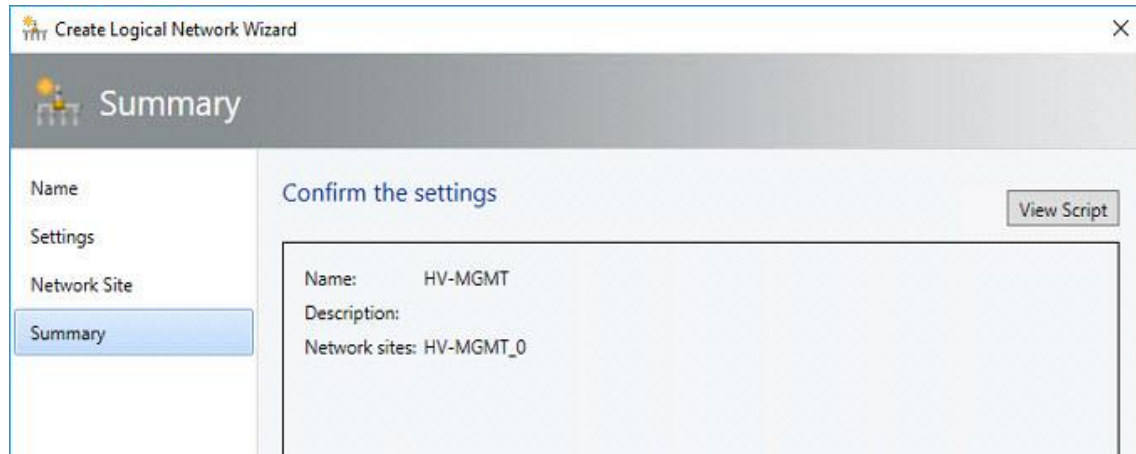 Create Logical Network Wizard
Summary
Name
Settings
Network Site
Summary
Confirm the settings
View Script
Name: HV-MGMT
Description:
Network sites: HV-MGMT_0